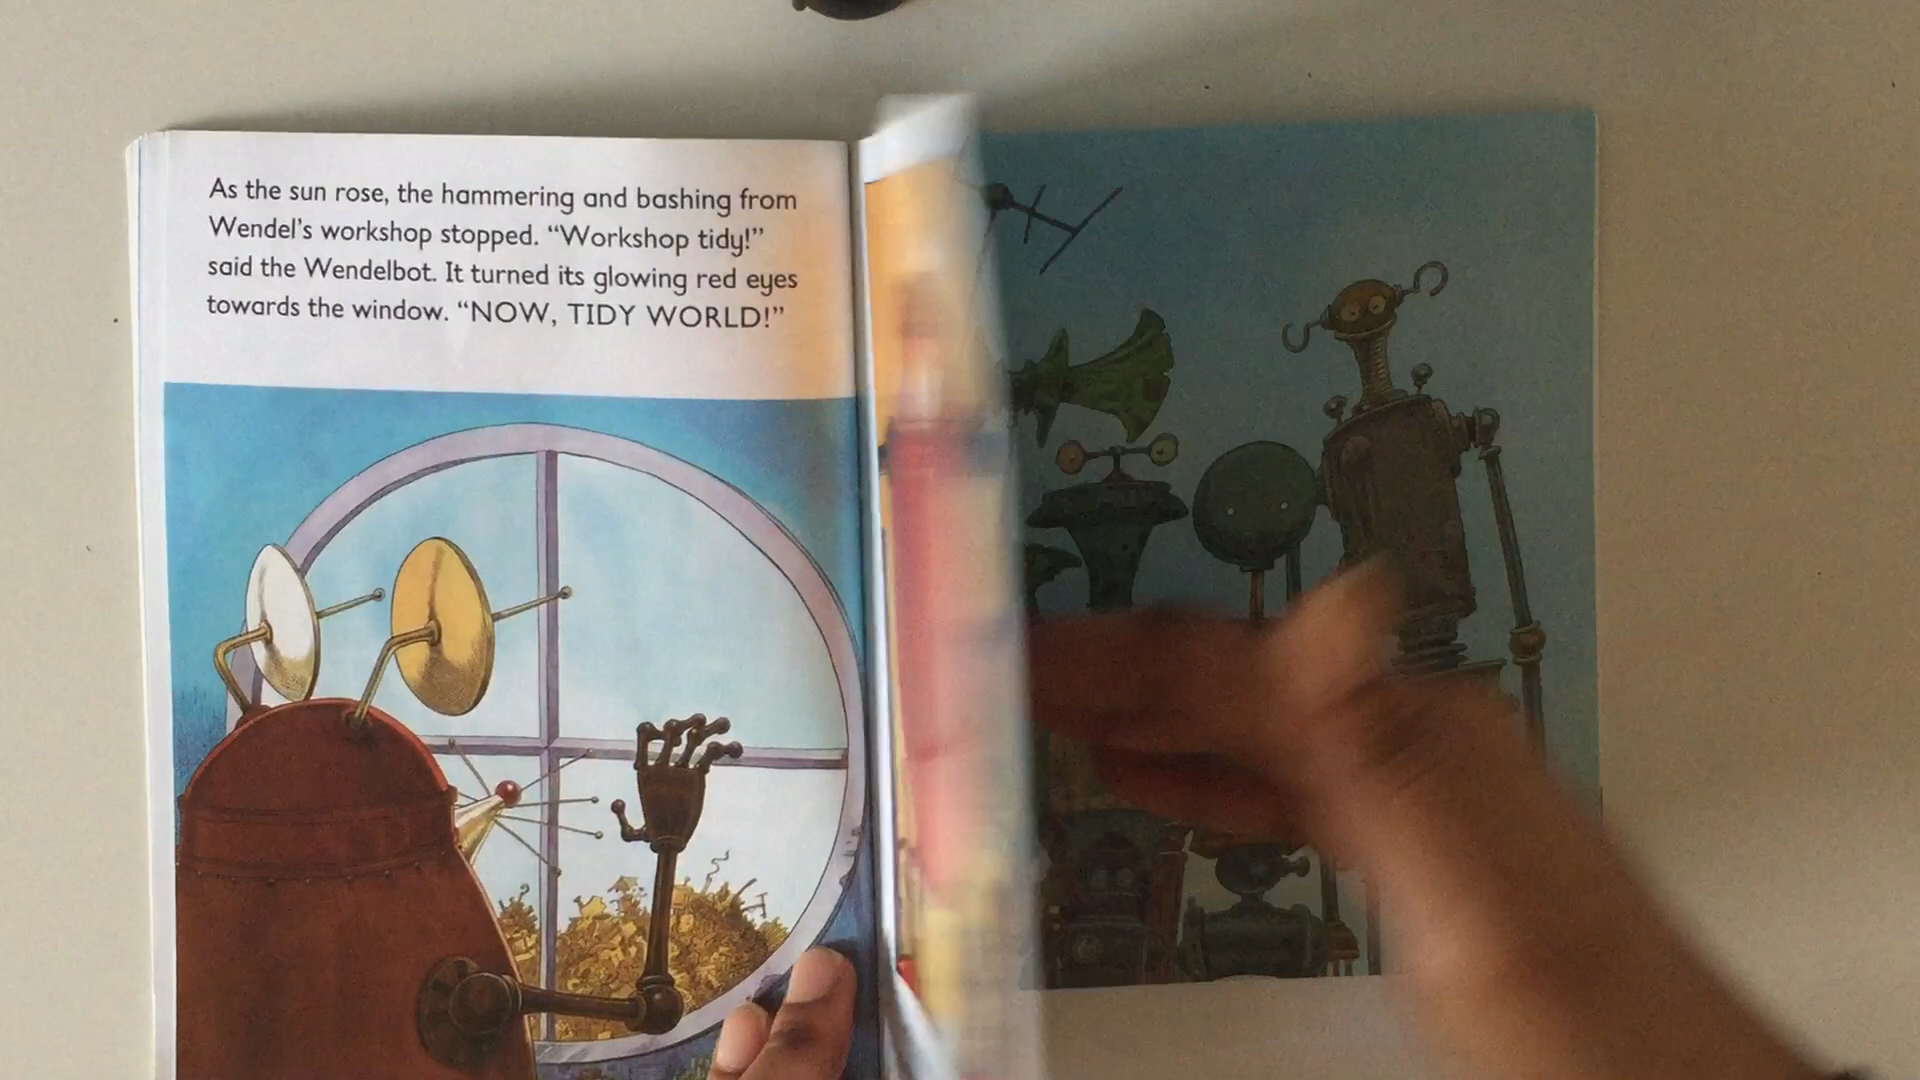 As the sun rose, the hammering and bashing from
Wendel’s workshop stopped. “Workshop tidy!”
said the Wendelbot. It turned its glowing red eyes
towards the window. “NOW, TIDY WORLD!”